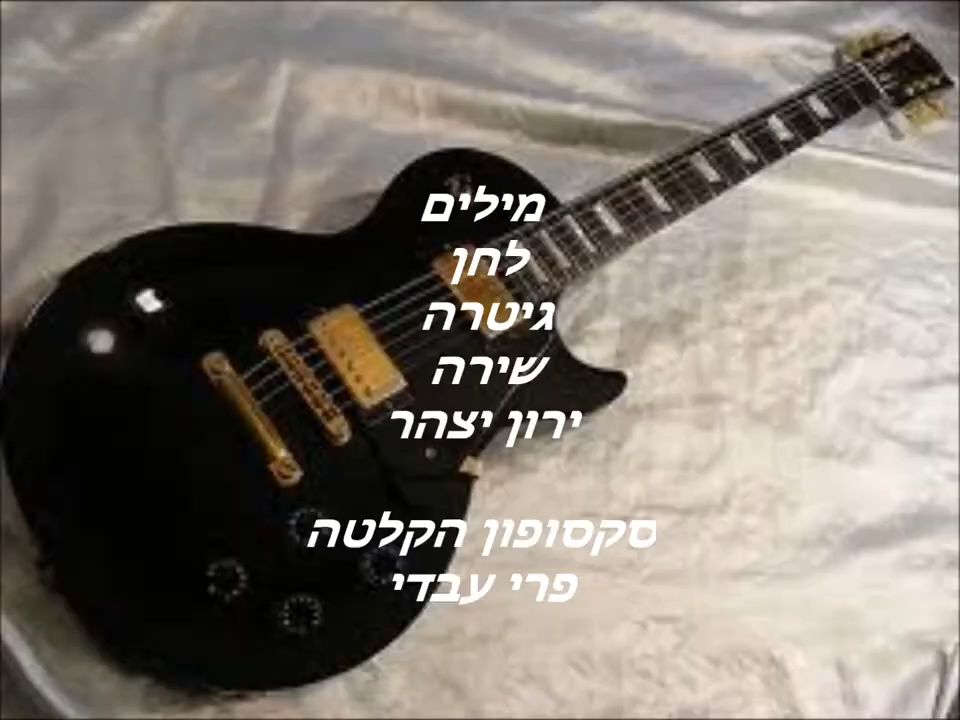 מילים
לחן
גיטרה
שירה
ירון יצהר
סקסופון הקלטה
פרי עבדי